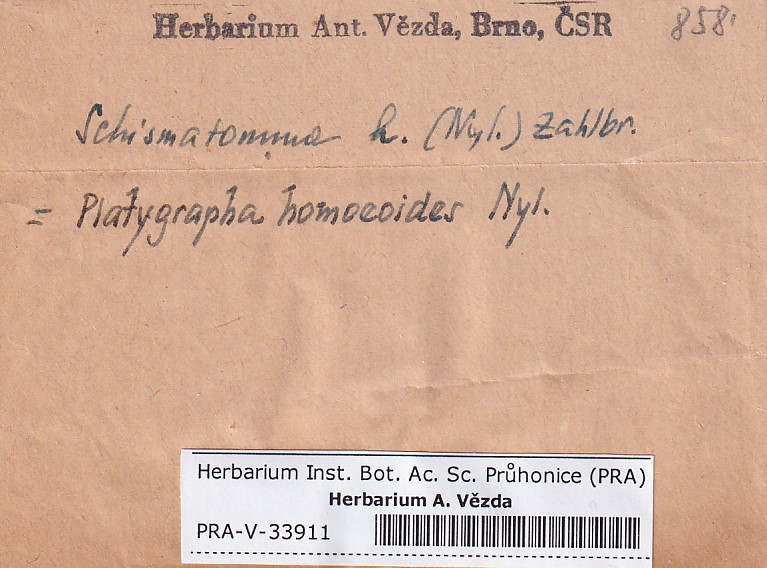 Herbarium Ant. Vězda, Brno, ČSR 858.
Schismatomma h. (Nyl.) Zahlbr.
= Platygrapha homoeoides Nyl.
Herbarium Inst. Bot. Ac. Sc. Průhonice (PRA)
Herbarium A. Vězda
PRA-V-33911